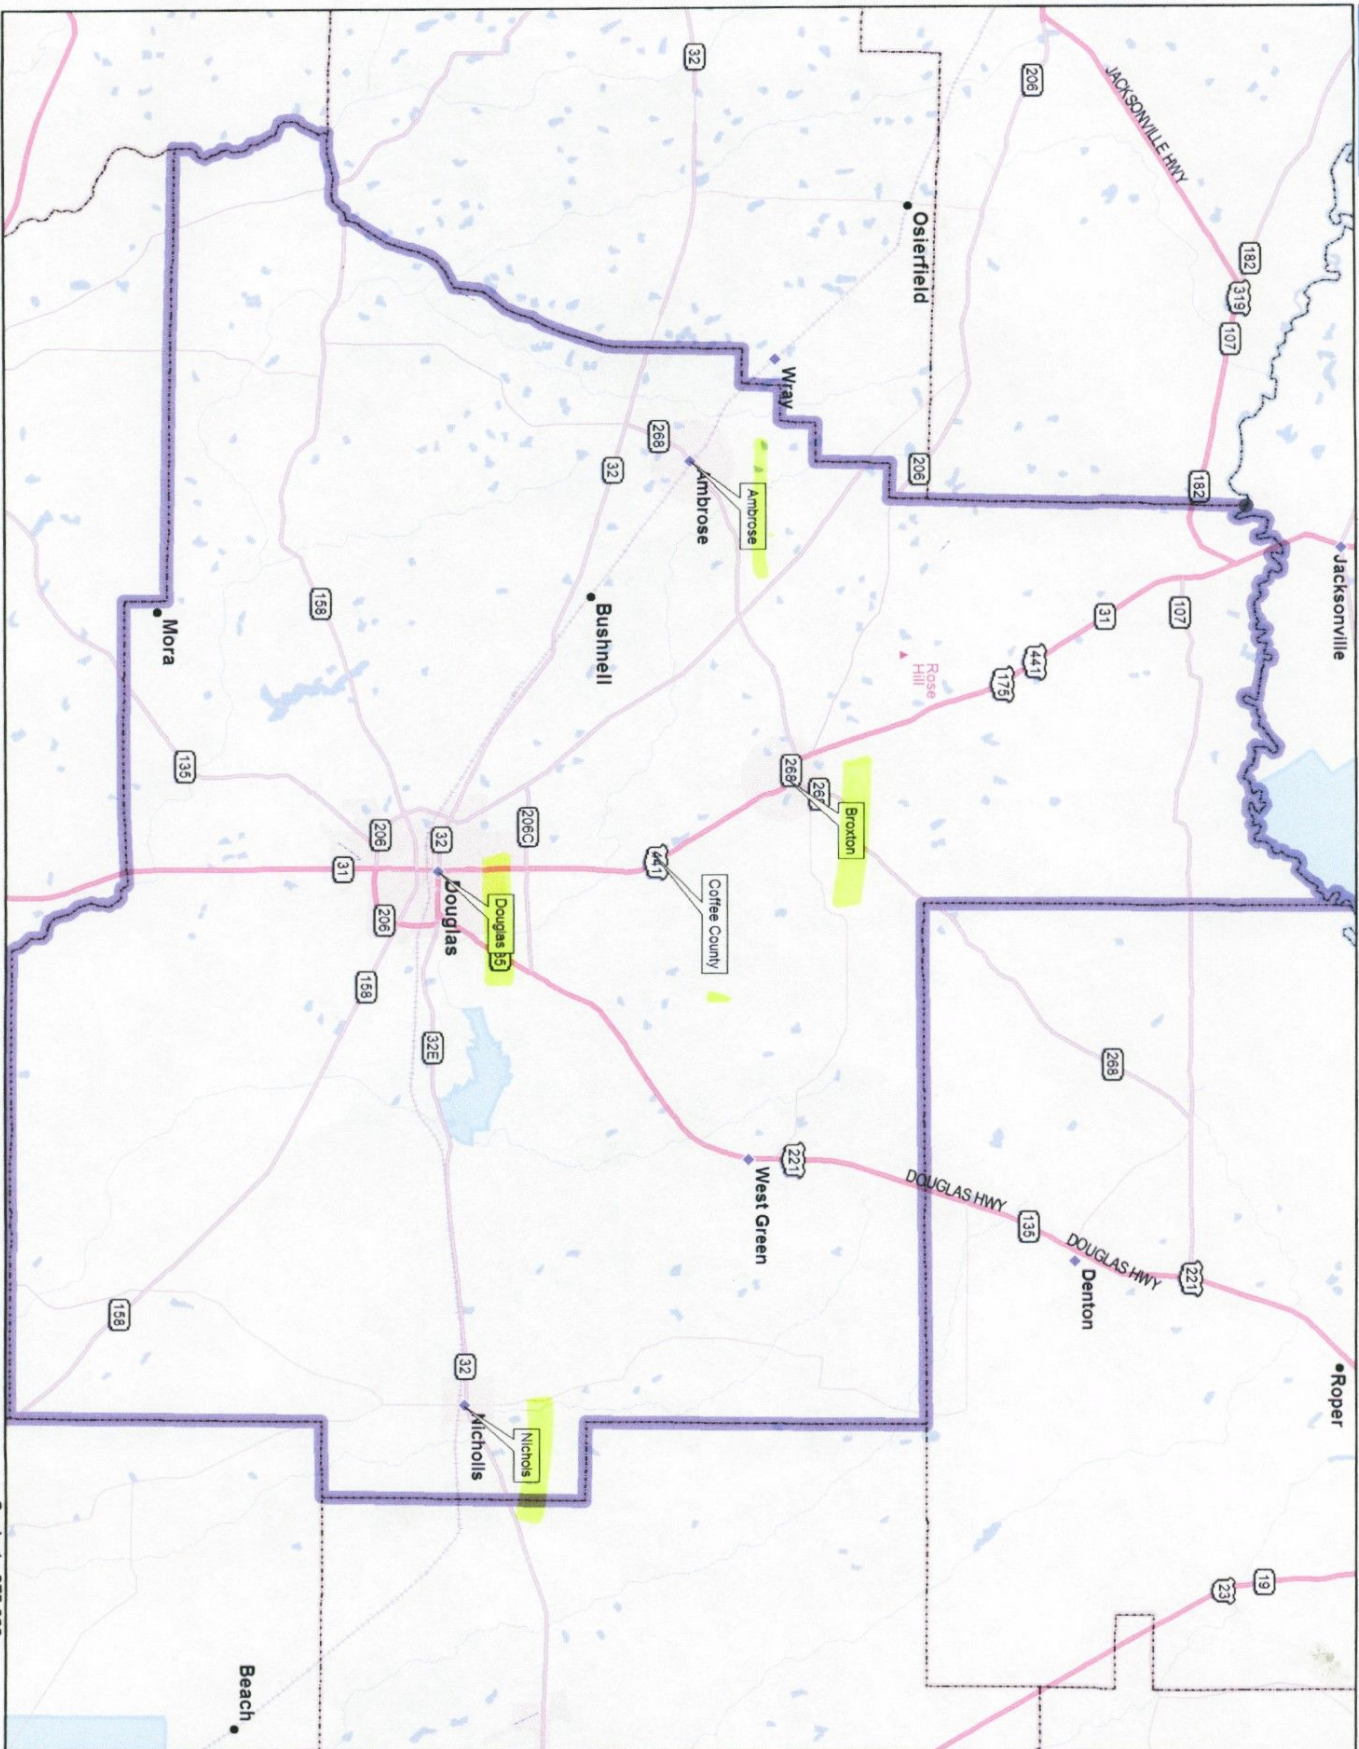 Jacksonville
Roper
182
319
107
19
23
182
107
221
JACKSONVILLE HWY
31
268
DOUGLAS HWY
Denton
206
441
175
135
DOUGLAS HWY
Rose
Hill
Osierfield
206
Broxton
268
221
Wray
West Green
Ambrose
Coffee County
32
Ambrose
268
441
32
Bushnell
206C
Nichols
Douglas
Nicholls
32
Douglas
32E
32
206
206
158
31
158
Beach
135
Mora
158